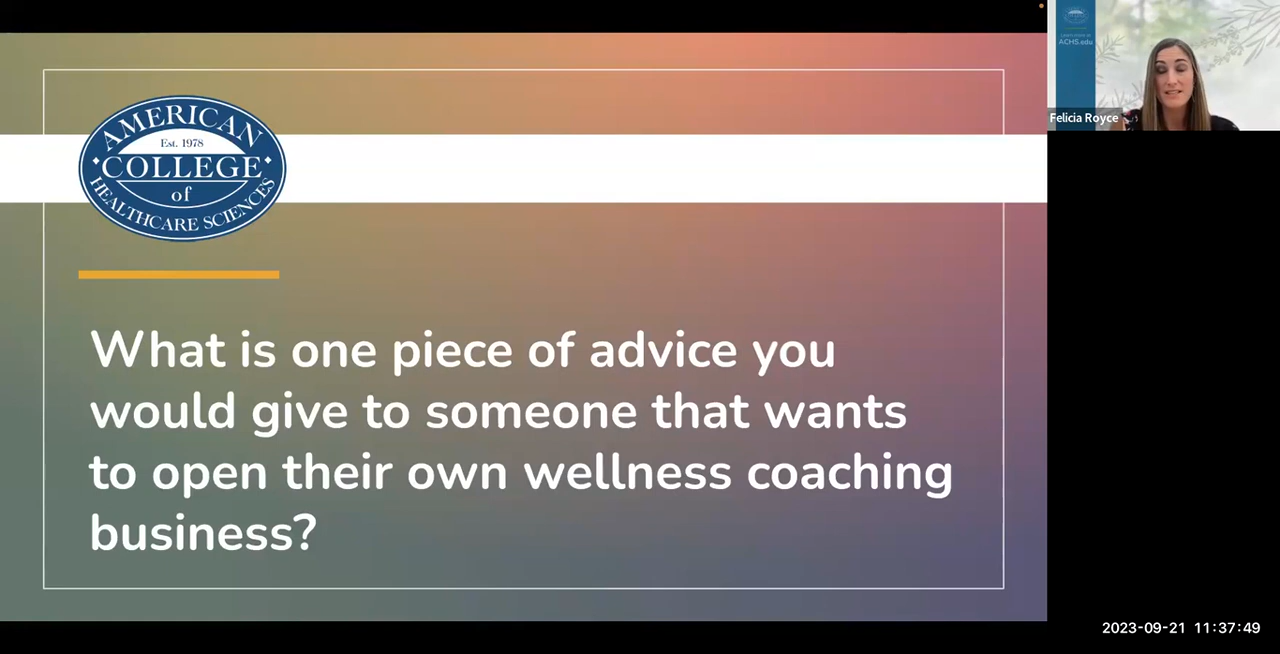 AMERICAN
Est. 1978
COLLEGE
of
HEALTHCARE SCIENCES
What is one piece of advice you
would give to someone that wants
to open their own wellness coaching
business?
ACHS.edu
Felicia Royce
2023-09-21 11:37:49